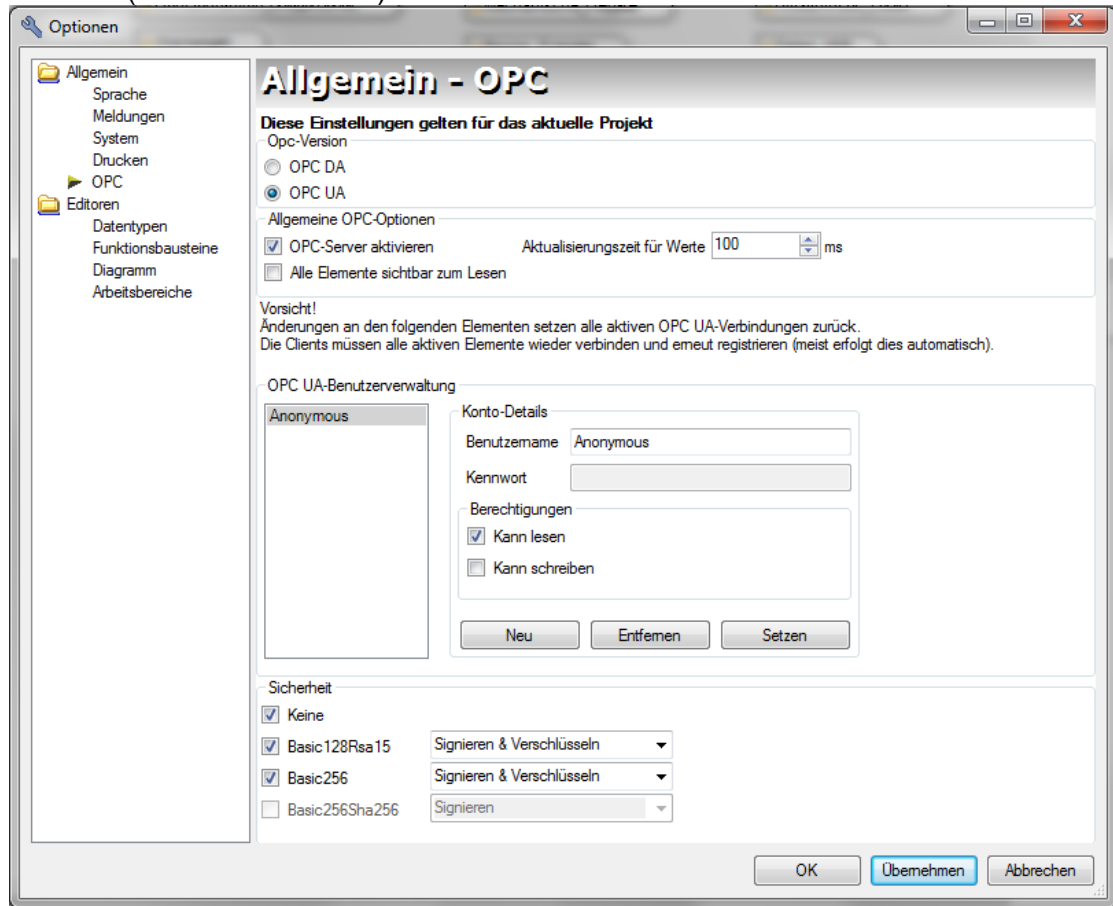 Optionen
Allgemein
Sprache
Meldungen
System
Drucken
OPC
Editoren
Datentypen
Funktionsbausteine
Diagramm
Arbeitsbereiche
Allgemein - OPC
Diese Einstellungen gelten für das aktuelle Projekt
Opc-Version
OPC DA
OPC UA
Allgemeine OPC-Optionen
OPC-Server aktivieren Aktualisierungszeit für Werte 100 ms
Alle Elemente sichtbar zum Lesen
Vorsicht!
Änderungen an den folgenden Elementen setzen alle aktiven OPC UA-Verbindungen zurück.
Die Clients müssen alle aktiven Elemente wieder verbinden und erneut registrieren (meist erfolgt dies automatisch).
OPC UA-Benutzerverwaltung
Anonymous
Konto-Details
Benutzername Anonymous
Kennwort
Berechtigungen
Kann lesen
Kann schreiben
Neu Entfernen Setzen
Sicherheit
Keine
Basic128Rsa15 Signieren & Verschlüsseln
Basic256 Signieren & Verschlüsseln
Basic256Sha256 Signieren
OK Übernehmen Abbrechen